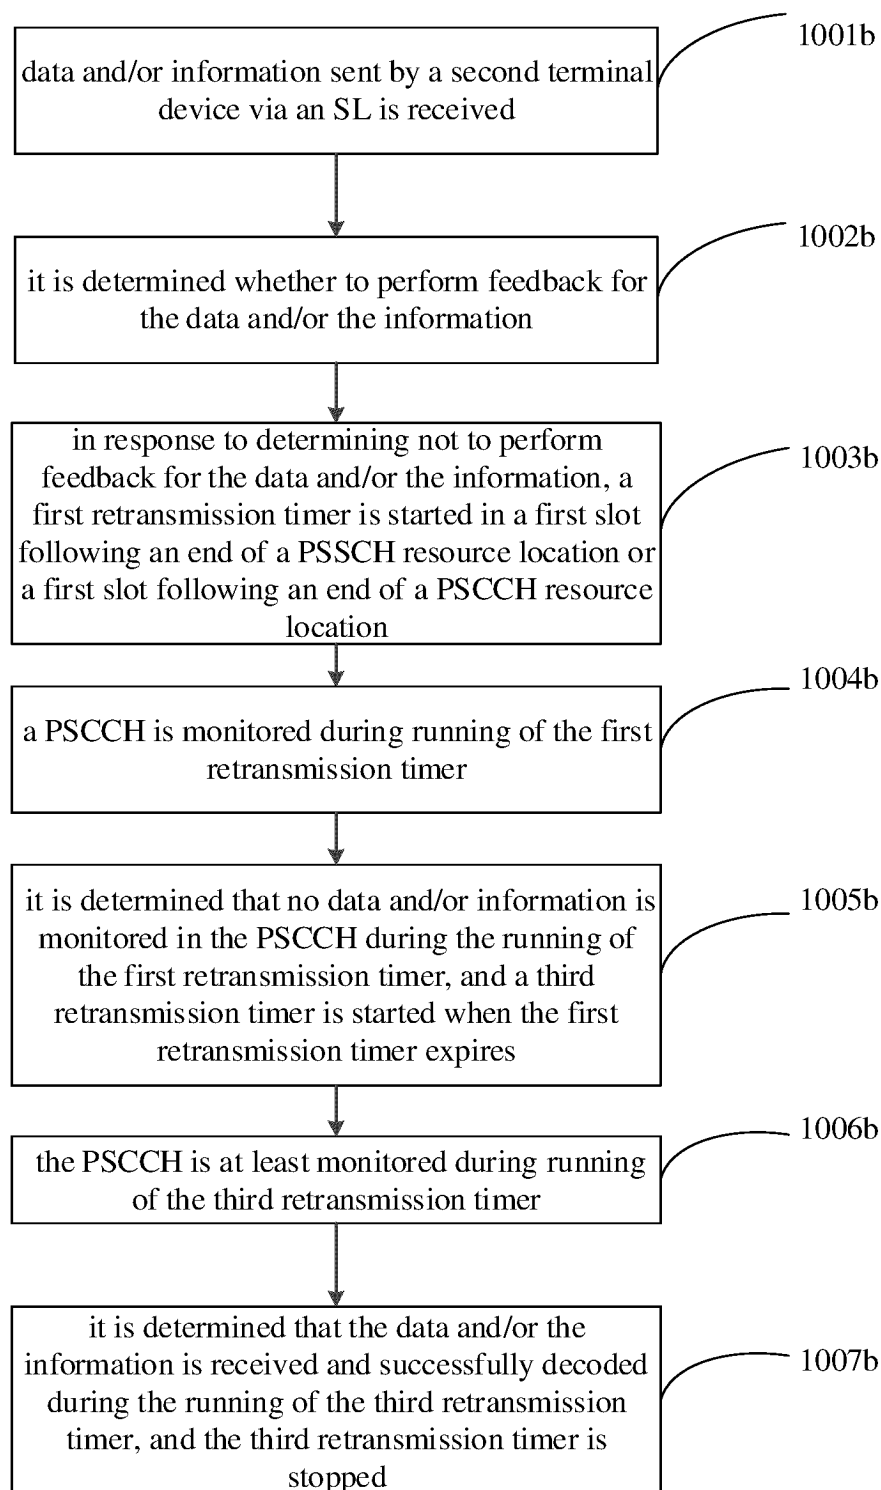 1001b
data and/or information sent by a second terminal
device via an SL is received
1002b
it is determined whether to perform feedback for
the data and/or the information
1003b
in response to determining not to perform
feedback for the data and/or the information, a
first retransmission timer is started in a first slot
following an end of a PSSCH resource location or
a first slot following an end of a PSCCH resource
location
1004b
a PSCCH is monitored during running of the first
retransmission timer
1005b
it is determined that no data and/or information is
monitored in the PSCCH during the running of
the first retransmission timer, and a third
retransmission timer is started when the first
retransmission timer expires
1006b
the PSCCH is at least monitored during running
of the third retransmission timer
1007b
it is determined that the data and/or the
information is received and successfully decoded
during the running of the third retransmission
timer, and the third retransmission timer is
stopped